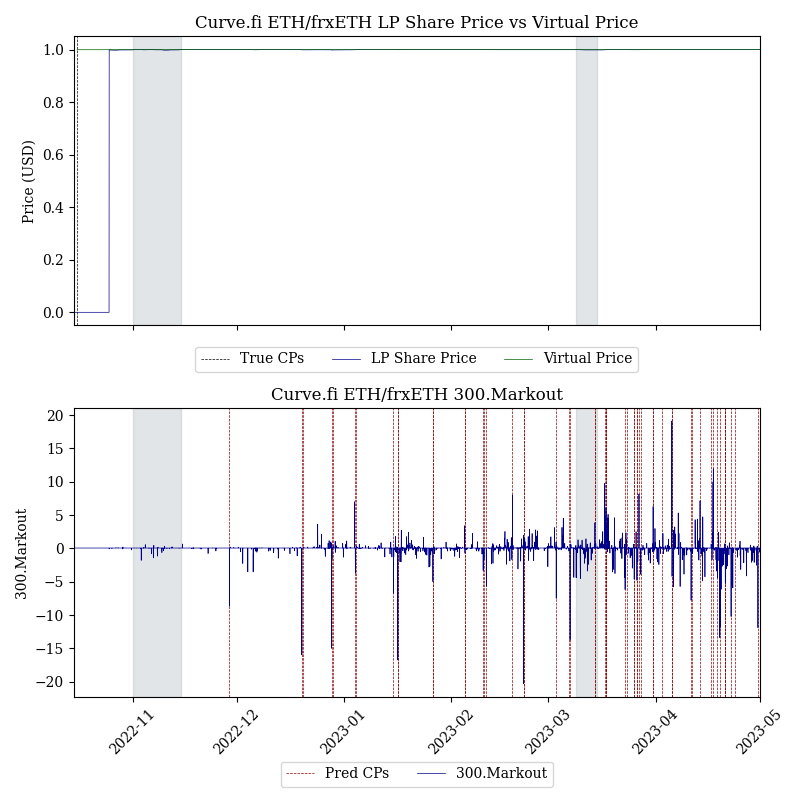 Curve.fi ETH/frxETH LP Share Price vs Virtual Price
1.0
0.8
0.6
0.4
0.2
0.0
Price (USD)
True CPs LP Share Price Virtual Price
Curve.fi ETH/frxETH 300.Markout
20
15
10
5
0
−5
−10
−15
−20
300.Markout
2022-11 2022-12 2023-01 2023-02 2023-03 2023-04 2023-05
Pred CPs 300.Markout